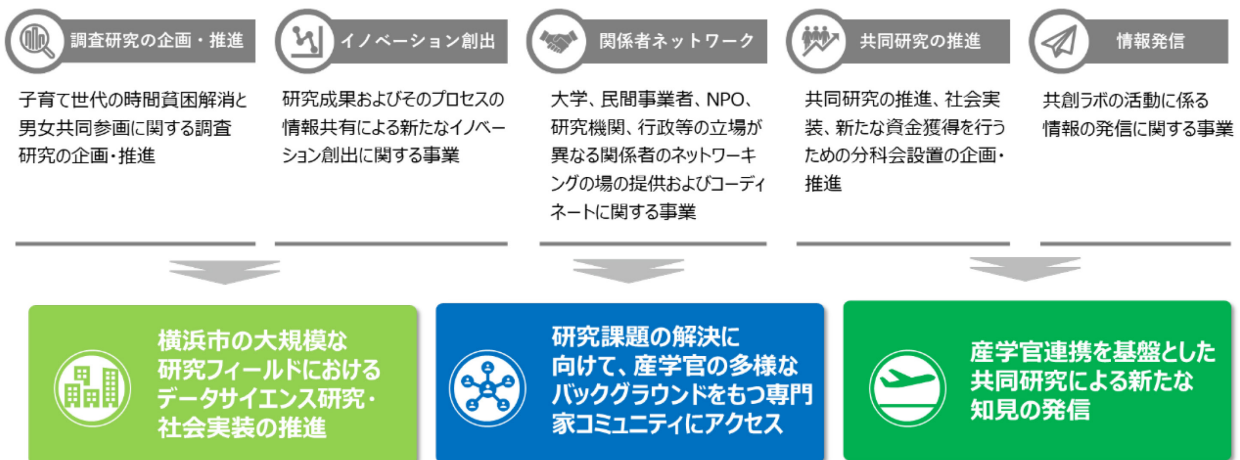 調査研究の企画・推進
子育て世代の時間貧困解消と
男女共同参画に関する調査
研究の企画・推進
イノベーション創出
研究成果およびそのプロセスの
情報共有による新たなイノベー
ション創出に関する事業
関係者ネットワーク
大学、民間事業者、NPO、
研究機関、行政等の立場が
異なる関係者のネットワーキ
ングの場の提供およびコーディ
ネートに関する事業
共同研究の推進
共同研究の推進、社会実
装、新たな資金獲得を行う
ための分科会設置の企画・
推進
情報発信
共創ラボの活動に係る
情報の発信に関する事業
横浜市の大規模な
研究フィールドにおける
データサイエンス研究・
社会実装の推進
研究課題の解決に
向けて、産学官の多様な
バックグラウンドをもつ専門
家コミュニティにアクセス
産学官連携を基盤とした
共同研究による新たな
知見の発信